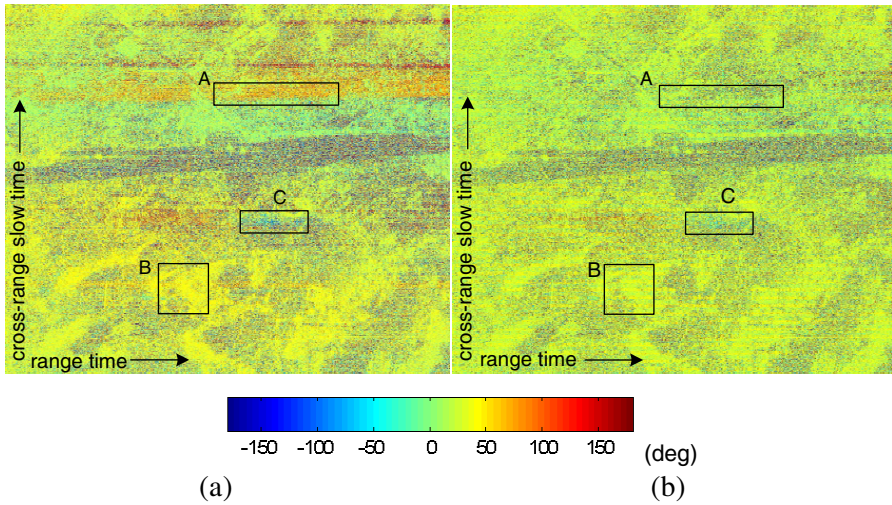 A
C
B
cross-range slow time
range time
A
C
B
cross-range slow time
range time
-150 -100 -50 0 50 100 150 (deg)
(a) (b)